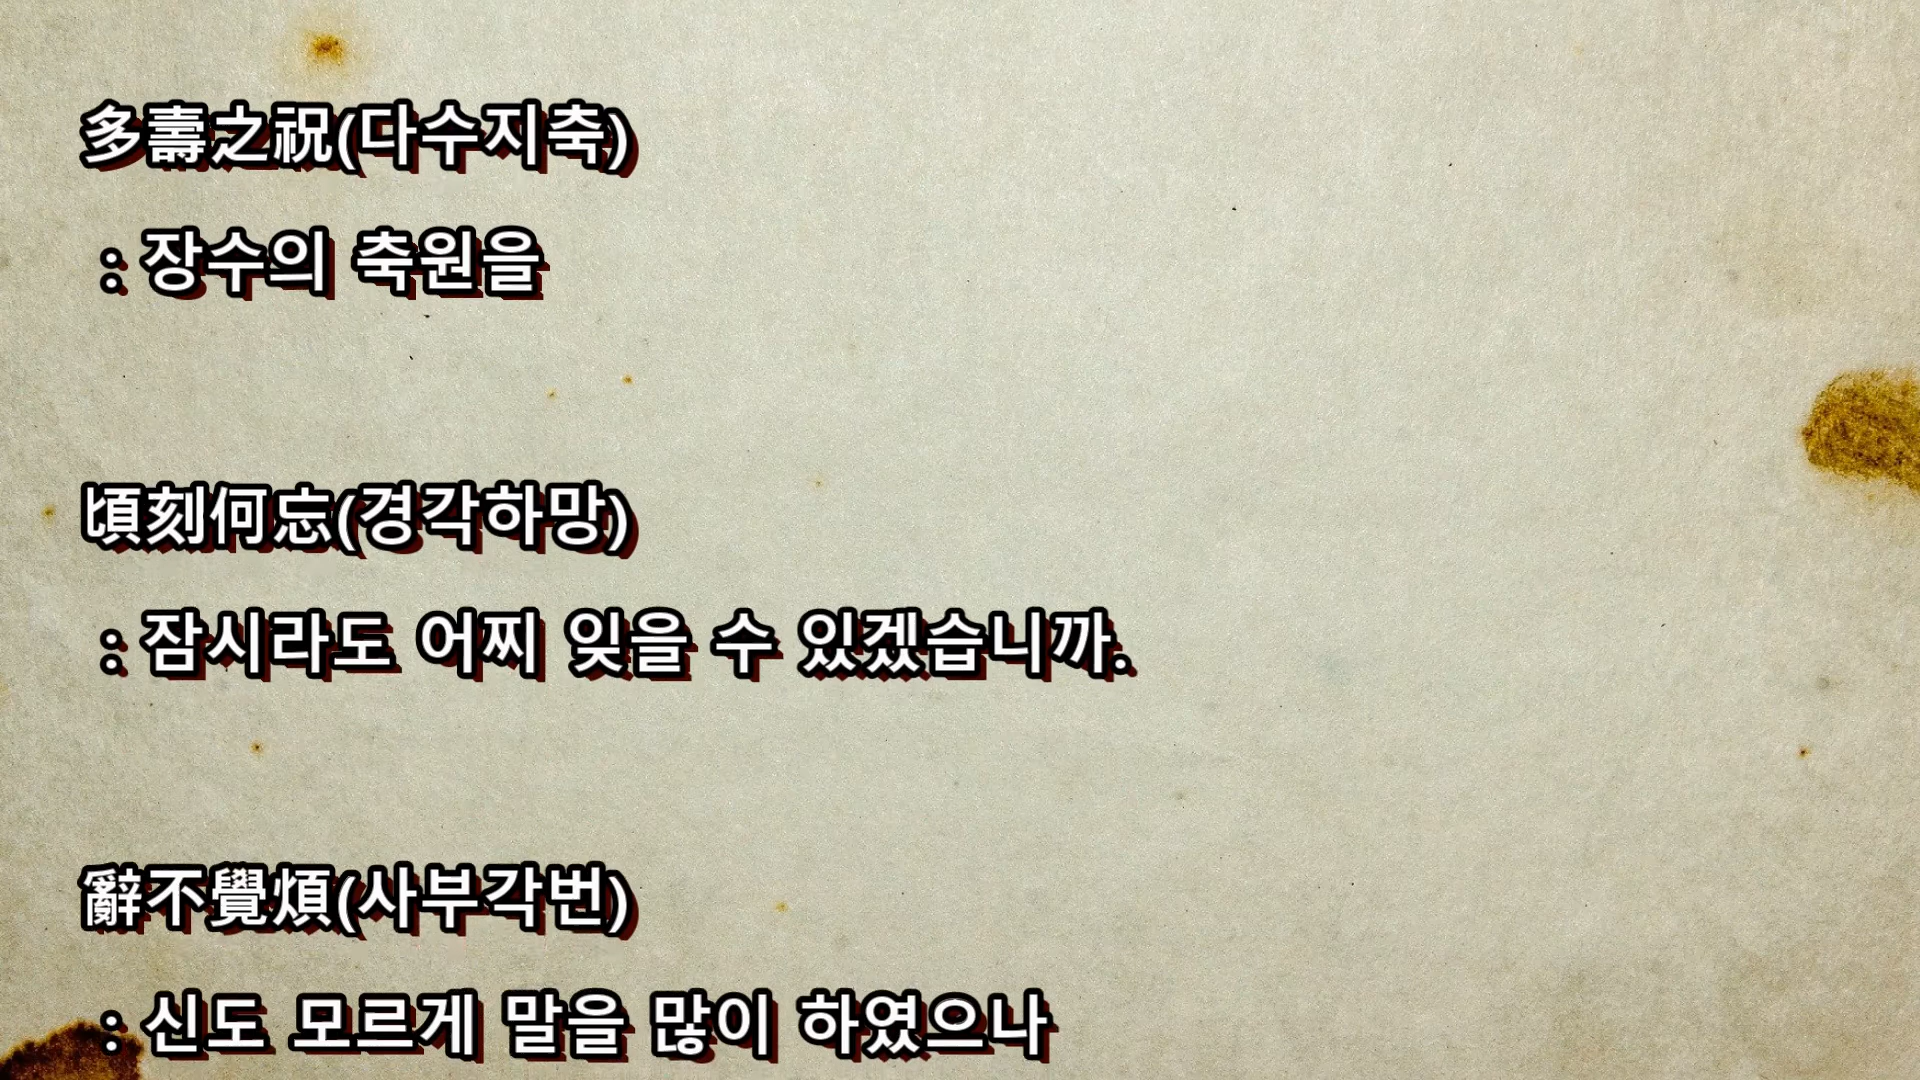 多壽之祝(다수지축)
: 장수의 축원을
頃刻何忘(경각하망)
: 잠시라도 어찌 잊을 수 있겠습니까.
辭不覺煩(사부각번)
: 신도 모르게 말을 많이 하였으나